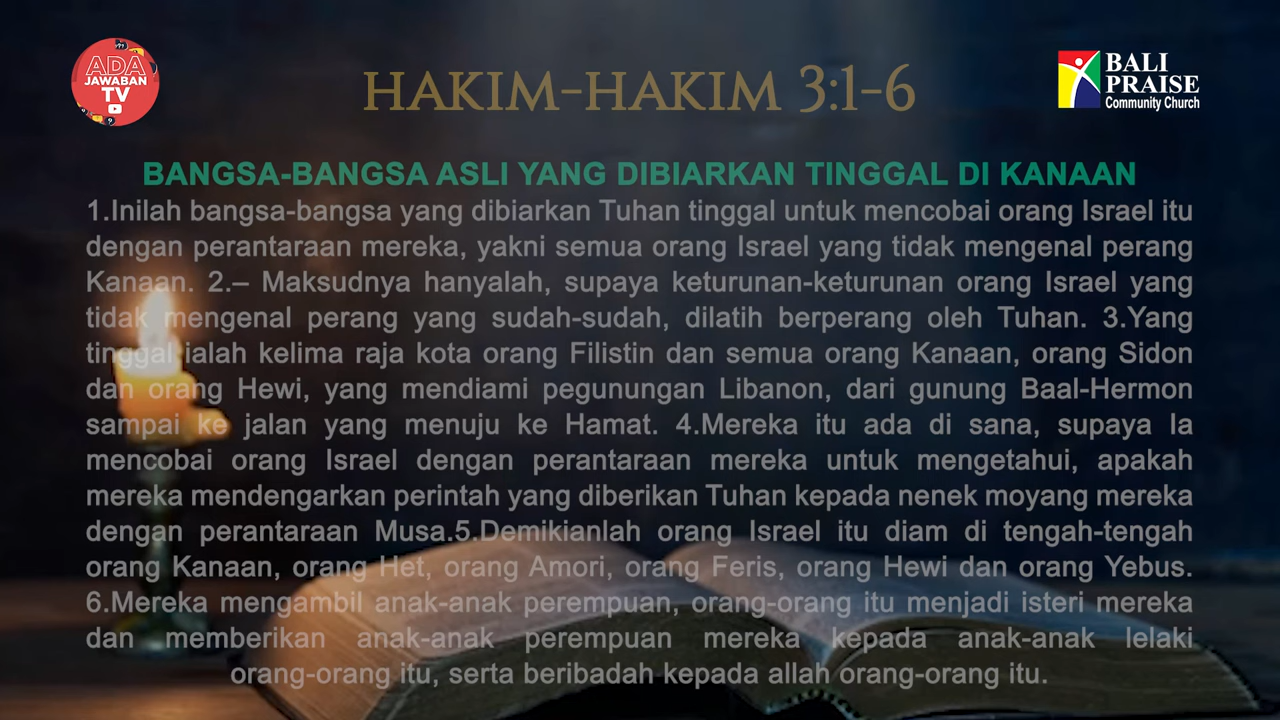 ADA
JAWABAN
TV
HAKIM-HAKIM 3:1-6
BALI
PRAISE
Community Church
BANGSA-BANGSA ASLI YANG DIBIARKAN TINGGAL DI KANAAN
1.Inilah bangsa-bangsa yang dibiarkan Tuhan tinggal untuk mencobai orang Israel itu
dengan perantaraan mereka, yakni semua orang Israel yang tidak mengenal perang
Kanaan. 2.– Maksudnya hanyalah, supaya keturunan-keturunan orang Israel yang
tidak mengenal perang yang sudah-sudah, dilatih berperang oleh Tuhan. 3.Yang
tinggal ialah kelima raja kota orang Filistin dan semua orang Kanaan, orang Sidon
dan orang Hewi, yang mendiami pegunungan Libanon, dari gunung Baal-Hermon
sampai ke jalan yang menuju ke Hamat. 4.Mereka itu ada di sana, supaya Ia
mencobai orang Israel dengan perantaraan mereka untuk mengetahui, apakah
mereka mendengarkan perintah yang diberikan Tuhan kepada nenek moyang mereka
dengan perantaraan Musa.5.Demikianlah orang Israel itu diam di tengah-tengah
orang Kanaan, orang Het, orang Amori, orang Feris, orang Hewi dan orang Yebus.
6.Mereka mengambil anak-anak perempuan, orang-orang itu menjadi isteri mereka
dan memberikan anak-anak perempuan mereka kepada anak-anak lelaki
orang-orang itu, serta beribadah kepada allah orang-orang itu.